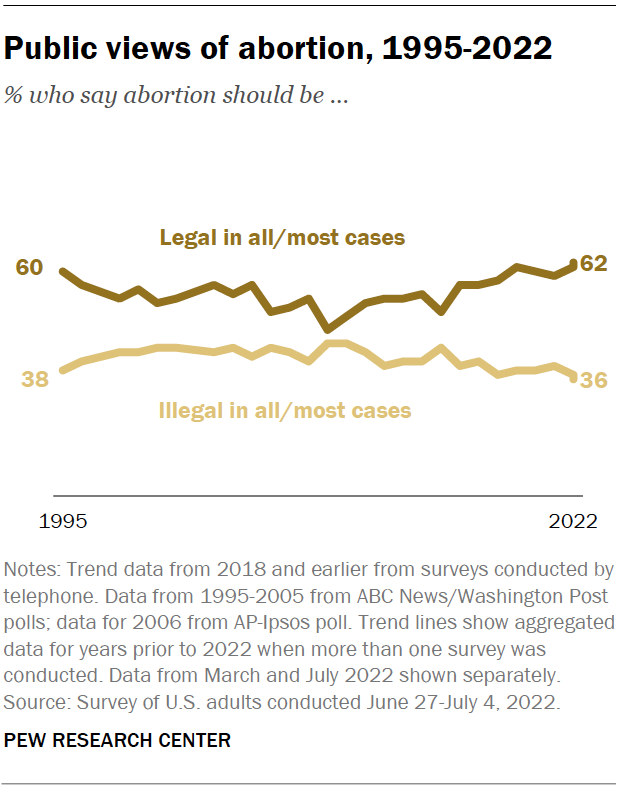 Public views of abortion, 1995-2022
% who say abortion should be ...
Legal in all/most cases
60
62
38
36
Illegal in all/most cases
1995
2022
Notes: Trend data from 2018 and earlier from surveys conducted by
telephone. Data from 1995-2005 from ABC News/Washington Post
polls; data for 2006 from AP-Ipsos poll. Trend lines show aggregated
data for years prior to 2022 when more than one survey was
conducted. Data from March and July 2022 shown separately.
Source: Survey of U.S. adults conducted June 27-July 4, 2022.
PEW RESEARCH CENTER